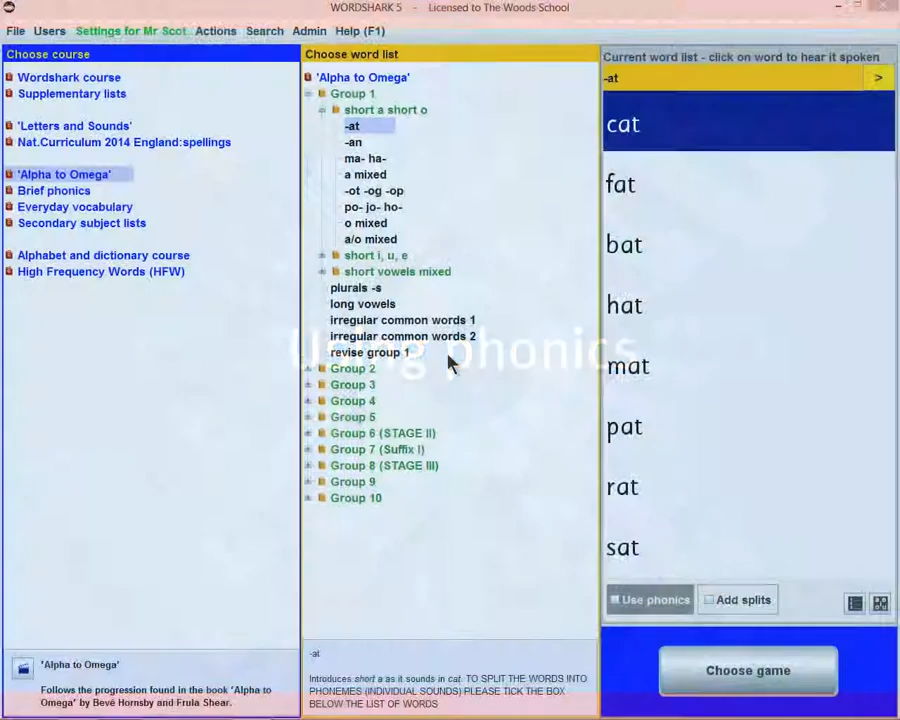 WORDSHARK 5 - Licensed to The Woods School
File Users Settings for Mr Scot Actions Search Admin Help (F1)
Choose course
Wordshark course
Supplementary lists
'Letters and Sounds'
Nat.Curriculum 2014 England:spellings
'Alpha to Omega'
Brief phonics
Everyday vocabulary
Secondary subject lists
Alphabet and dictionary course
High Frequency Words (HFW)
'Alpha to Omega'
Follows the progression found in the book 'Alpha to
Omega' by Bevé Hornsby and Frula Shear.
Choose word list
'Alpha to Omega'
Group 1
short a short o
-at
-an
ma- ha-
a mixed
-ot -og -op
po- jo- ho-
o mixed
a/o mixed
short i, u, e
short vowels mixed
plurals -s
long vowels
irregular common words 1
irregular common words 2
revise group 1
Group 2
Group 3
Group 4
Group 5
Group 6 (STAGE II)
Group 7 (Suffix I)
Group 8 (STAGE III)
Group 9
Group 10
Using phonics
-at
Introduces short a as it sounds in cat. TO SPLIT THE WORDS INTO
PHONEMES (INDIVIDUAL SOUNDS) PLEASE TICK THE BOX
BELOW THE LIST OF WORDS
Current word list - click on word to hear it spoken
-at >
cat
fat
bat
hat
mat
pat
rat
sat
Use phonics Add splits
Choose game